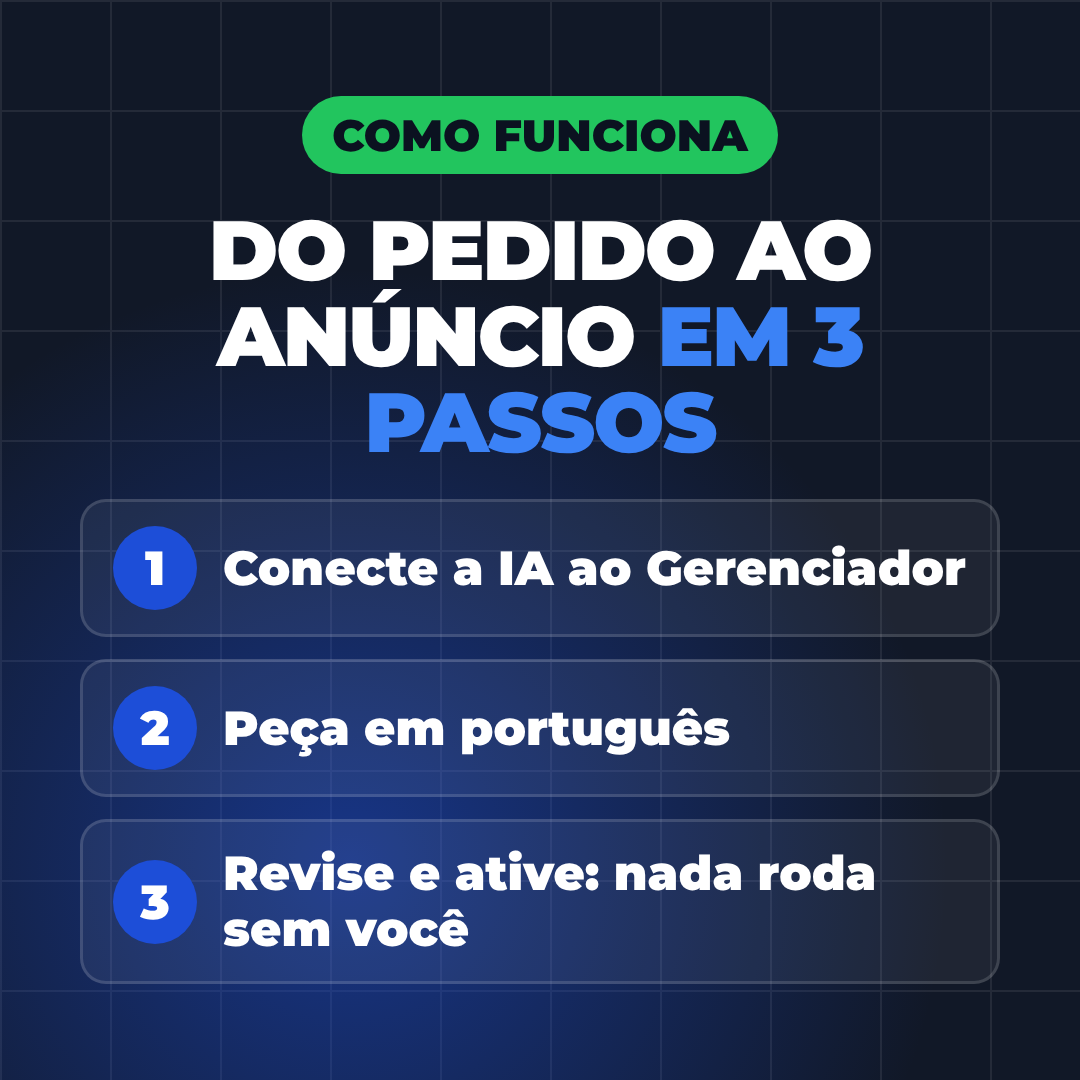 COMO FUNCIONA
DO PEDIDO AO
ANÚNCIO EM 3
PASSOS
1 Conecte a IA ao Gerenciador
2 Peça em português
3 Revise e ative: nada roda
sem você